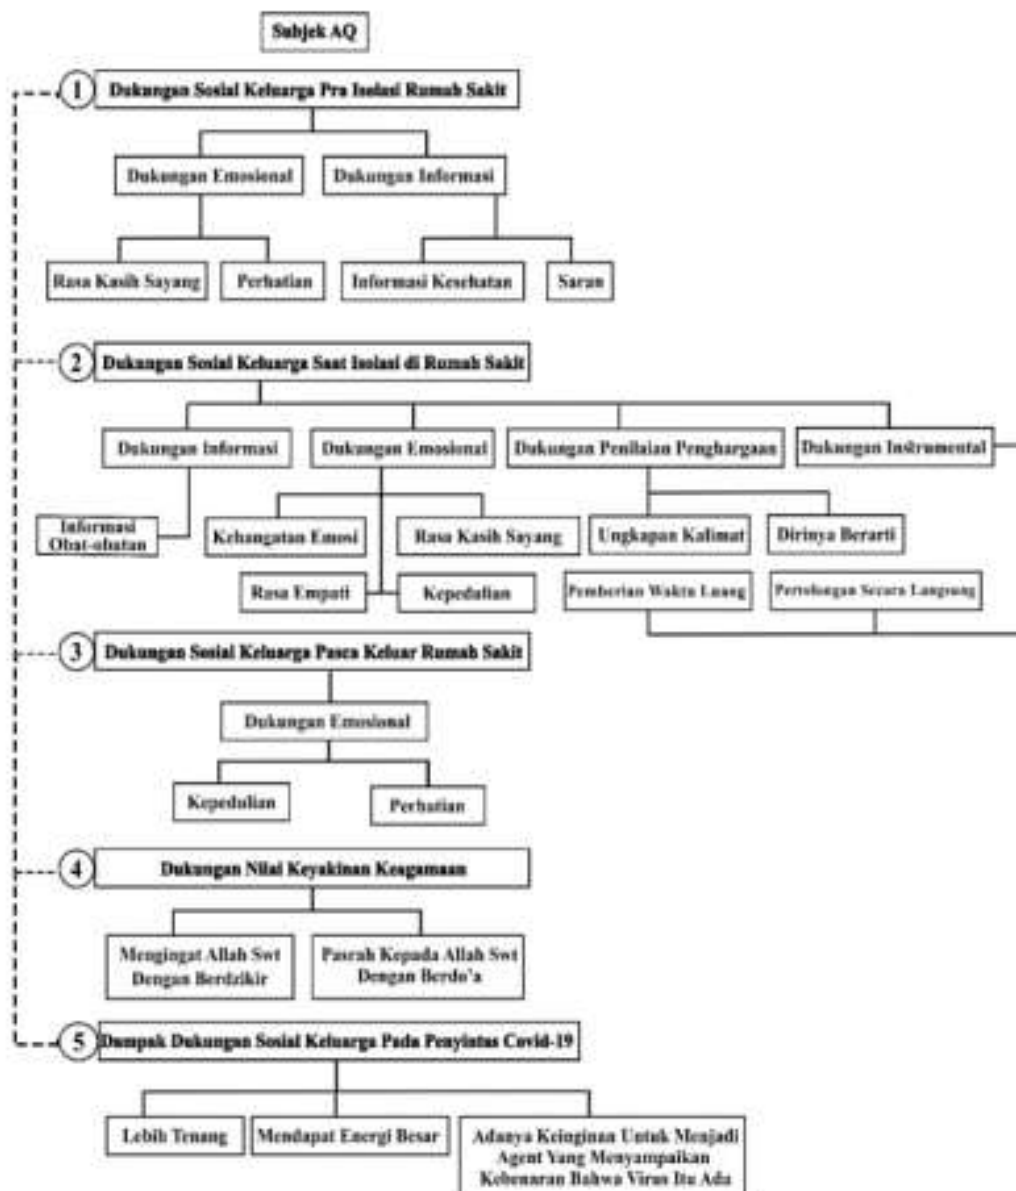 Subjek AQ
1
Dukungan Sosial Keluarga Pra Isolasi Rumah Sakit
Dukungan Emosional
Dukungan Informasi
Rasa Kasih Sayang
Perhatian
Informasi Kesehatan
Saran
2
Dukungan Sosial Keluarga Saat Isolasi di Rumah Sakit
Dukungan Informasi
Dukungan Emosional
Dukungan Penilaian Penghargaan
Dukungan Instrumental
Informasi
Obat-obatan
Kehangatan Emosi
Rasa Kasih Sayang
Ungkapan Kalimat
Dirinya Berarti
Rasa Empati
Kepedulian
Pemberian Waktu Luang
Pertolongan Secara Langsung
3
Dukungan Sosial Keluarga Pasca Keluar Rumah Sakit
Dukungan Emosional
Kepedulian
Perhatian
4
Dukungan Nilai Keyakinan Keagamaan
Mengingat Allah Swt
Dengan Berdzikir
Pasrah Kepada Allah Swt
Dengan Berdo'a
5
Dampak Dukungan Sosial Keluarga Pada Penyintas Covid-19
Lebih Tenang
Mendapat Energi Besar
Adanya Keinginan Untuk Menjadi
Agent Yang Menyampaikan
Kebenaran Bahwa Virus Itu Ada